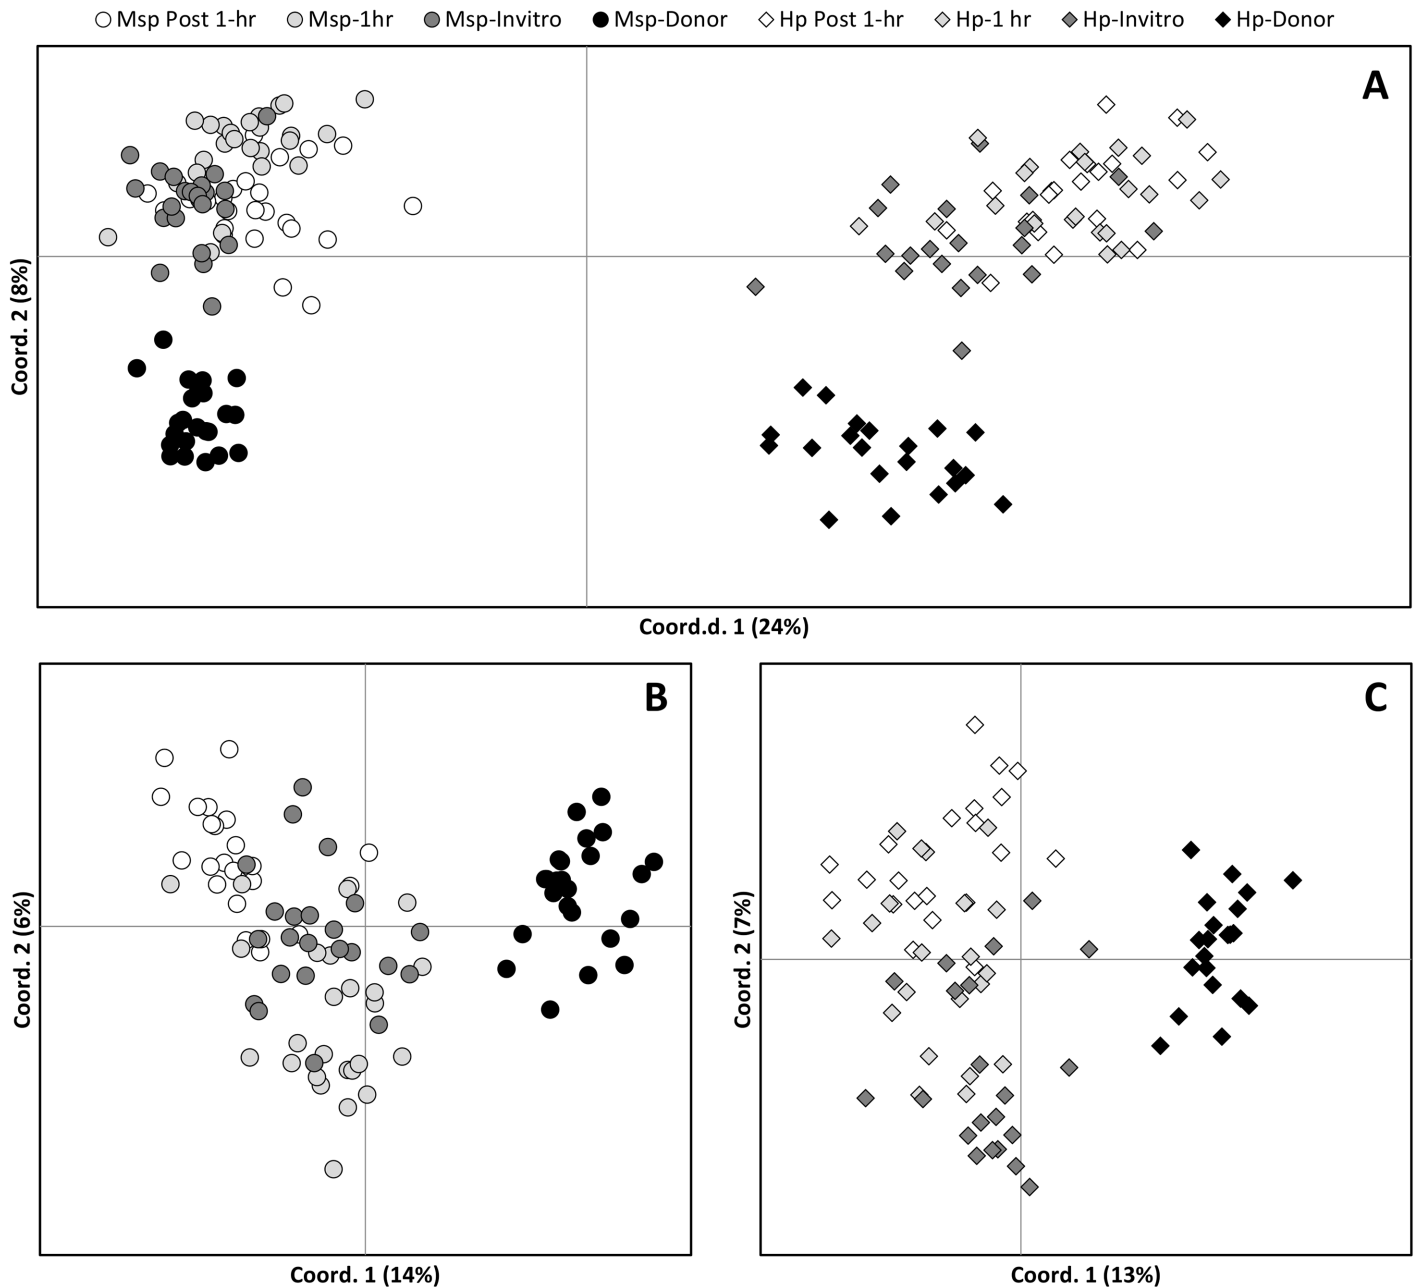 Msp Post 1-hr Msp-1hr Msp-Invitro Msp-Donor Hp Post 1-hr Hp-1 hr Hp-Invitro Hp-Donor
A
Coord. 2 (8%)
Coord.d. 1 (24%)
B
Coord. 2 (6%)
Coord. 1 (14%)
C
Coord. 2 (7%)
Coord. 1 (13%)